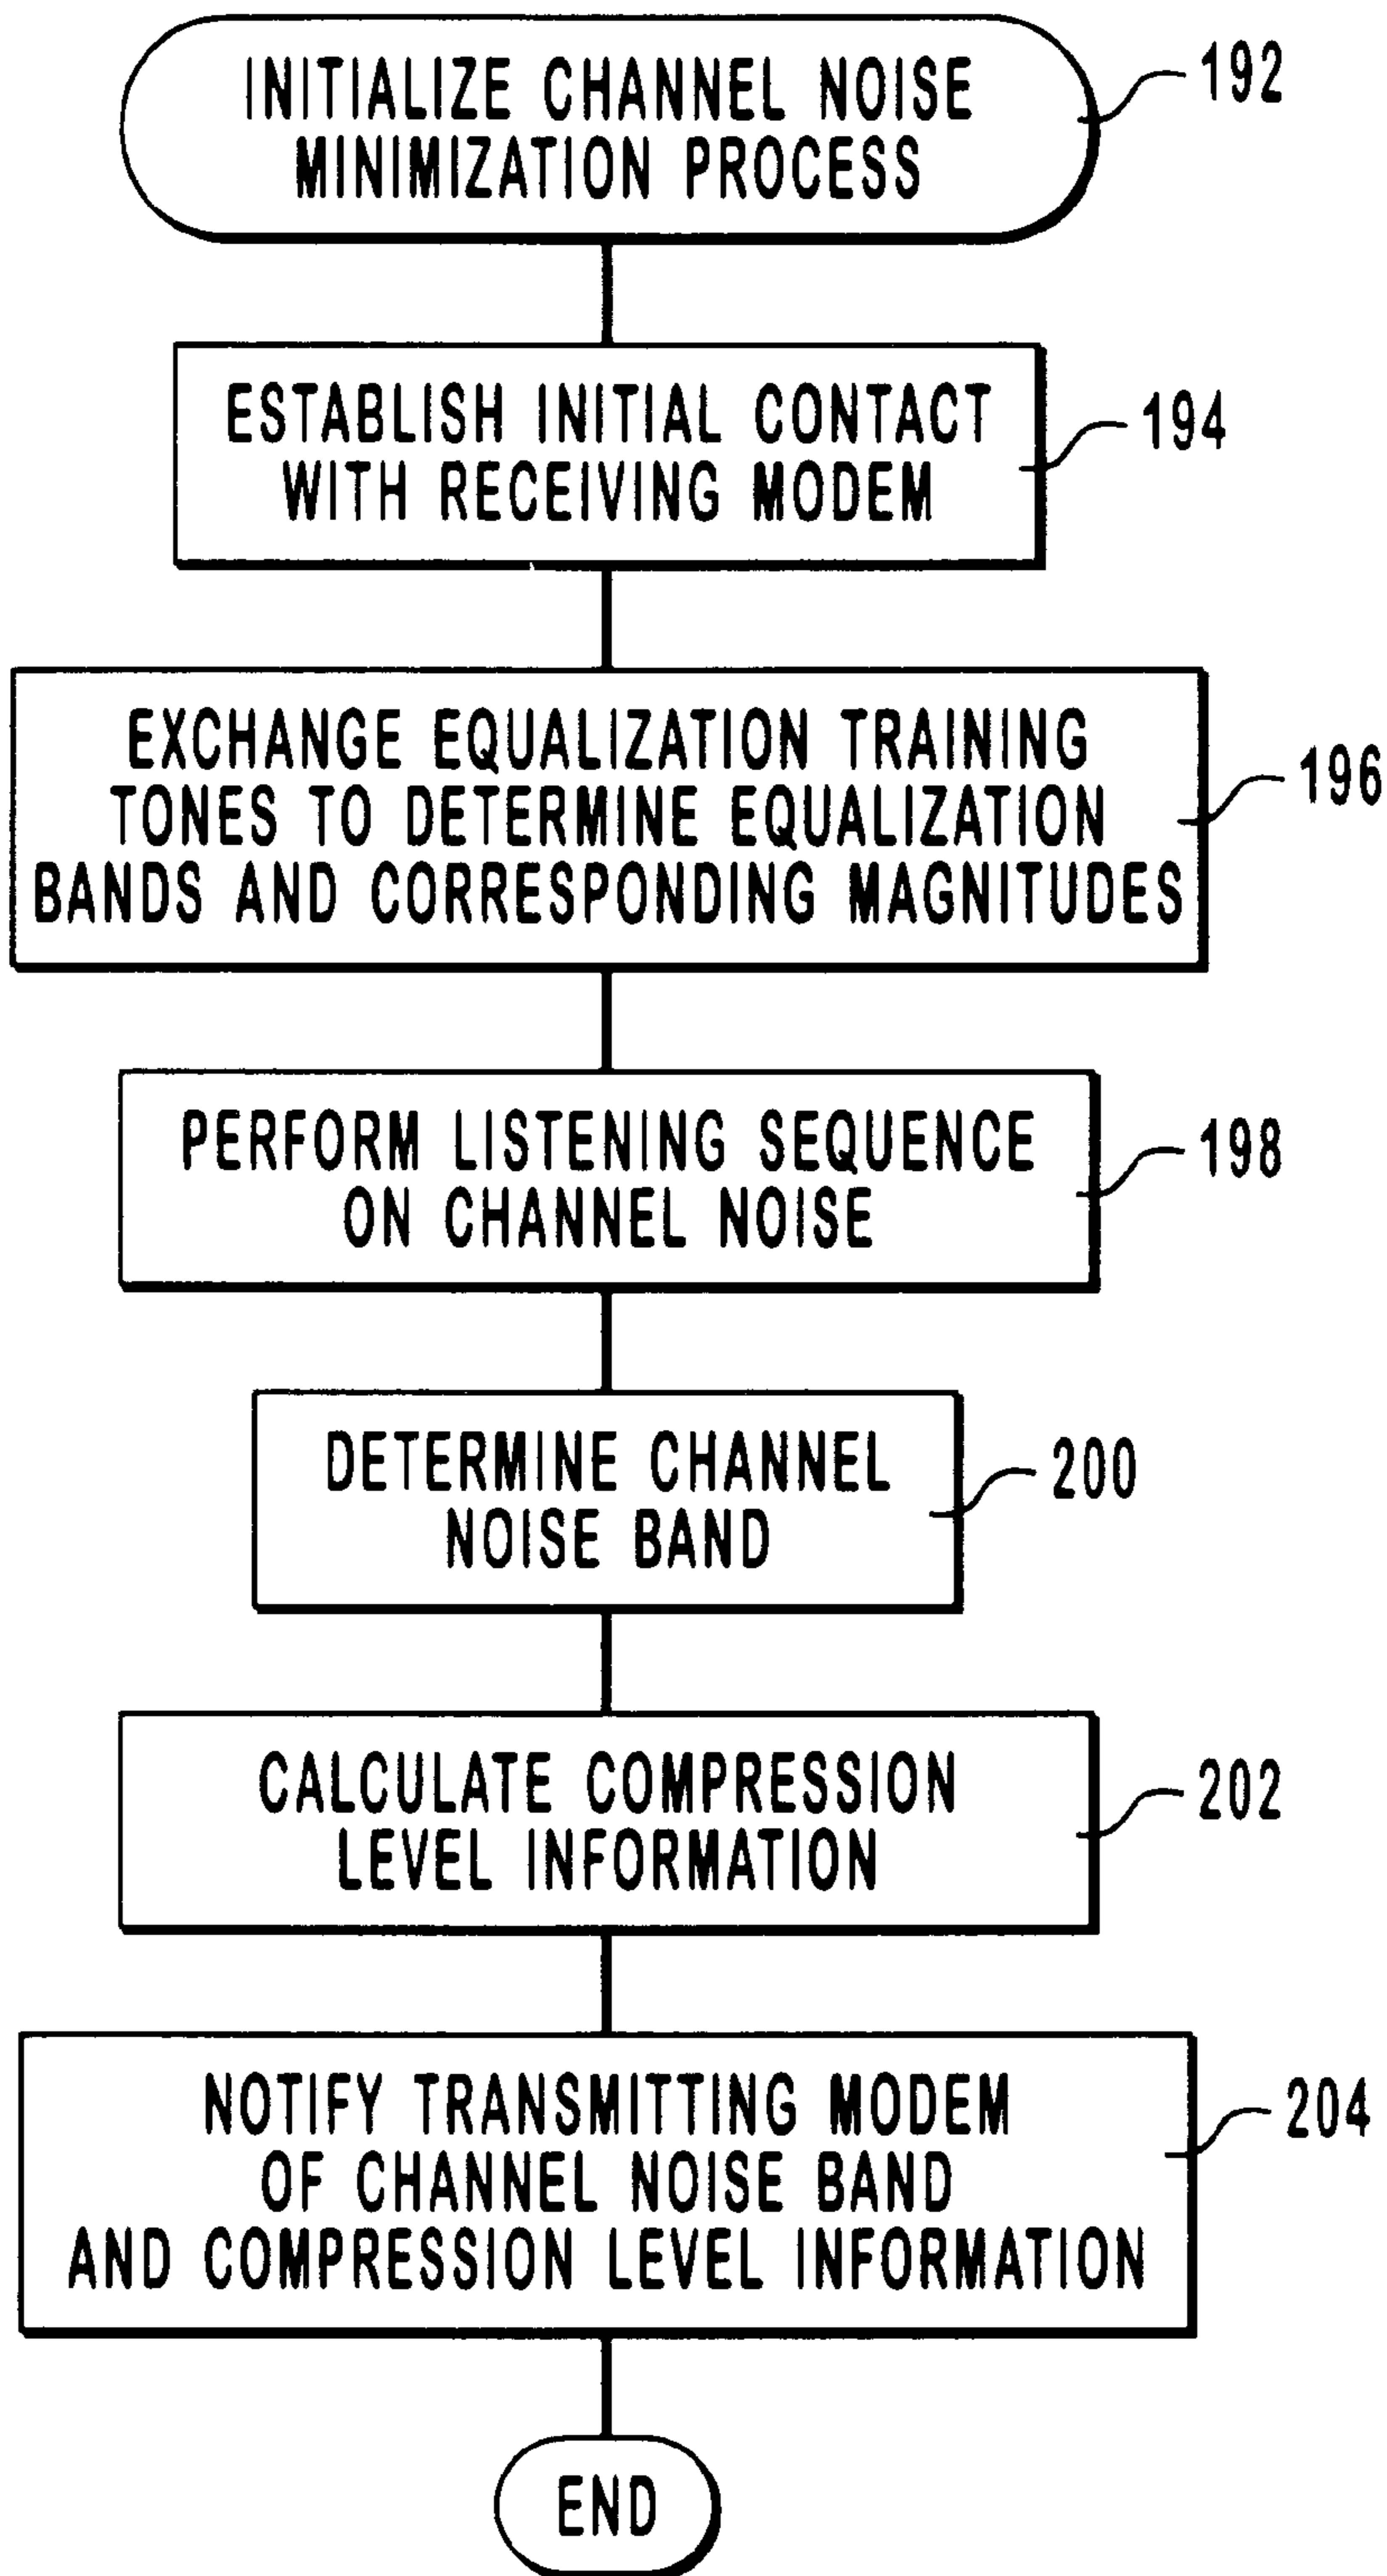 INITIALIZE CHANNEL NOISE
MINIMIZATION PROCESS
192
ESTABLISH INITIAL CONTACT
WITH RECEIVING MODEM
194
EXCHANGE EQUALIZATION TRAINING
TONES TO DETERMINE EQUALIZATION
BANDS AND CORRESPONDING MAGNITUDES
196
PERFORM LISTENING SEQUENCE
ON CHANNEL NOISE
198
DETERMINE CHANNEL
NOISE BAND
200
CALCULATE COMPRESSION
LEVEL INFORMATION
202
NOTIFY TRANSMITTING MODEM
OF CHANNEL NOISE BAND
AND COMPRESSION LEVEL INFORMATION
204
END